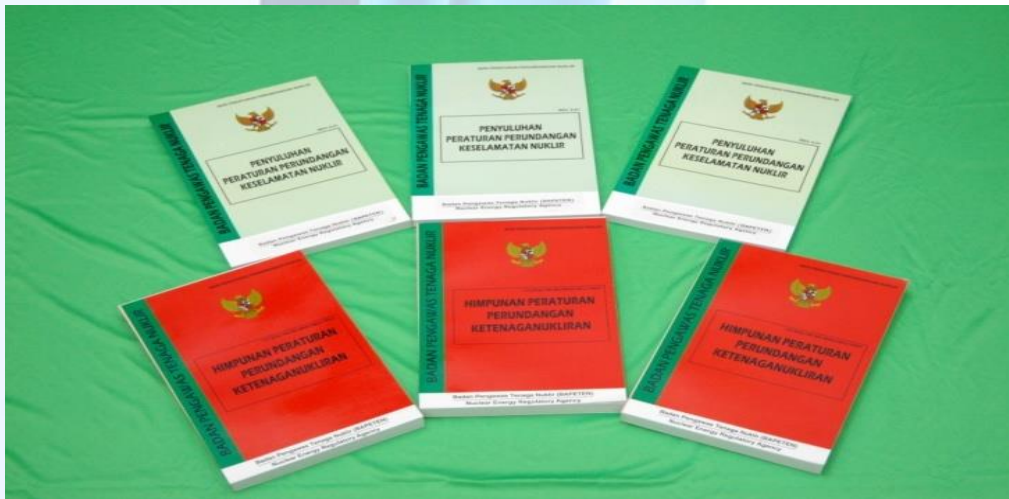 BADAN PENGAWAS TENAGA NUKLIR
PENYULUHAN
PERATURAN PERUNDANGAN
KESELAMATAN NUKLIR
Badan Pengawas Tenaga Nuklir (BAPETEN)
Nuclear Energy Regulatory Agency
BADAN PENGAWAS TENAGA NUKLIR
PENYULUHAN
PERATURAN PERUNDANGAN
KESELAMATAN NUKLIR
Badan Pengawas Tenaga Nuklir (BAPETEN)
Nuclear Energy Regulatory Agency
BADAN PENGAWAS TENAGA NUKLIR
PENYULUHAN
PERATURAN PERUNDANGAN
KESELAMATAN NUKLIR
Badan Pengawas Tenaga Nuklir (BAPETEN)
Nuclear Energy Regulatory Agency
BADAN PENGAWAS TENAGA NUKLIR
HIMPUNAN PERATURAN
PERUNDANGAN
KETENAGANUKLIRAN
Badan Pengawas Tenaga Nuklir (BAPETEN)
Nuclear Energy Regulatory Agency
BADAN PENGAWAS TENAGA NUKLIR
HIMPUNAN PERATURAN
PERUNDANGAN
KETENAGANUKLIRAN
Badan Pengawas Tenaga Nuklir (BAPETEN)
Nuclear Energy Regulatory Agency
BADAN PENGAWAS TENAGA NUKLIR
HIMPUNAN PERATURAN
PERUNDANGAN
KETENAGANUKLIRAN
Badan Pengawas Tenaga Nuklir (BAPETEN)
Nuclear Energy Regulatory Agency